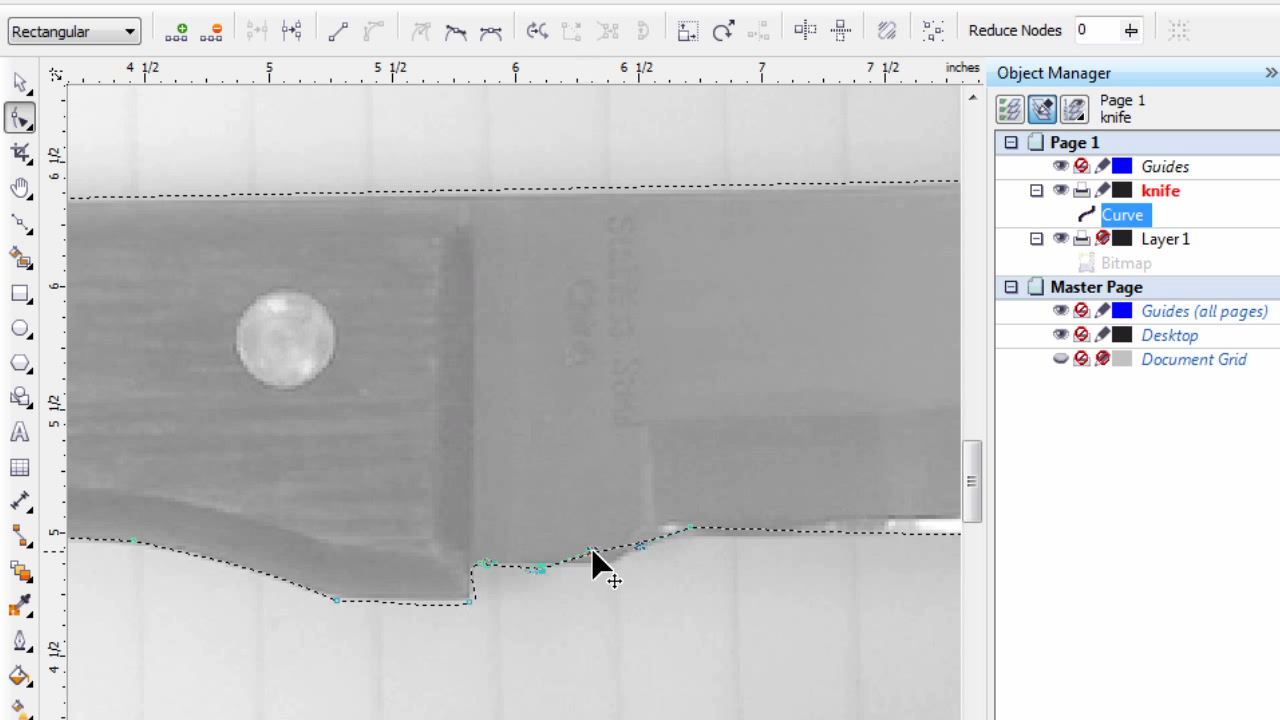 Rectangular
Reduce Nodes 0
4 1/2 5 5 1/2 6 6 1/2 7 7 1/2 inches
6 1/2
6
5 1/2
5
4 1/2
Object Manager
Page 1
knife
Page 1
Guides
knife
Curve
Layer 1
Bitmap
Master Page
Guides (all pages)
Desktop
Document Grid